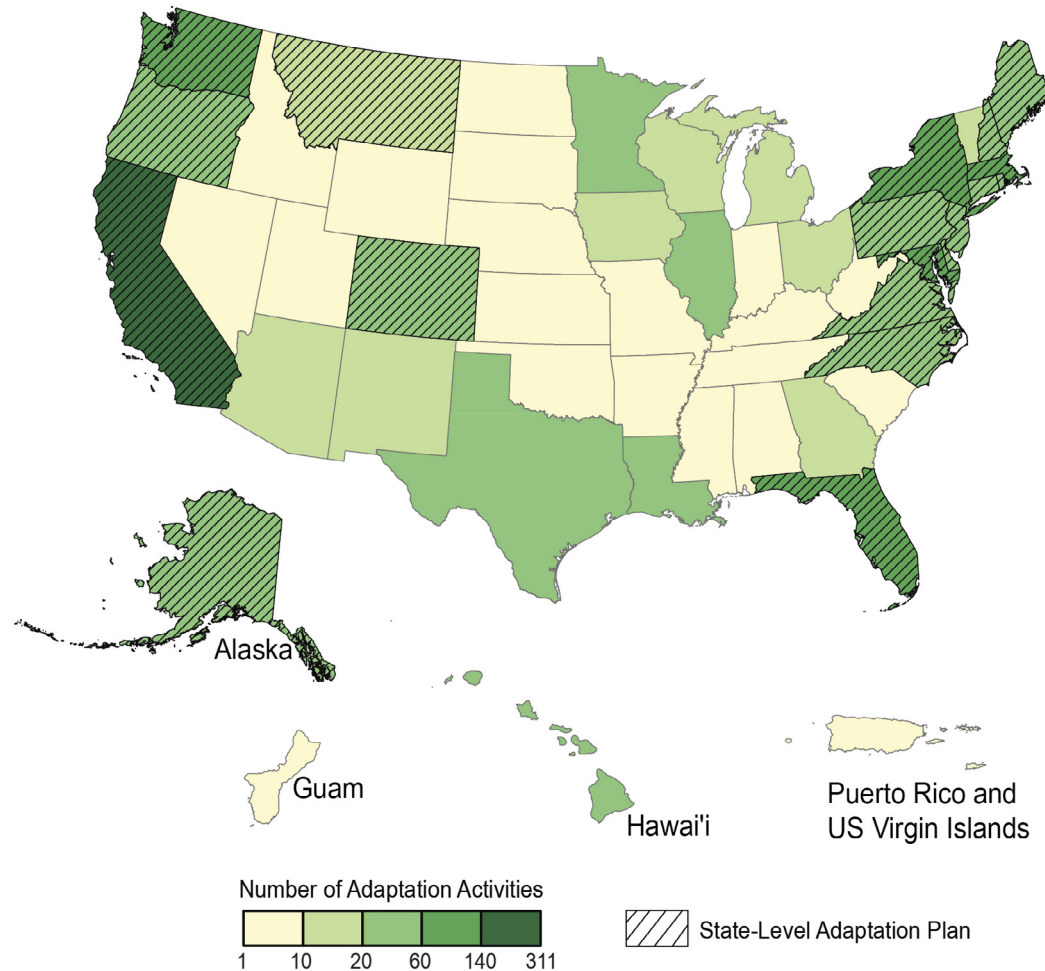 Alaska
Guam
Hawai'i
Puerto Rico and
US Virgin Islands
Number of Adaptation Activities
1 10 20 60 140 311
State-Level Adaptation Plan